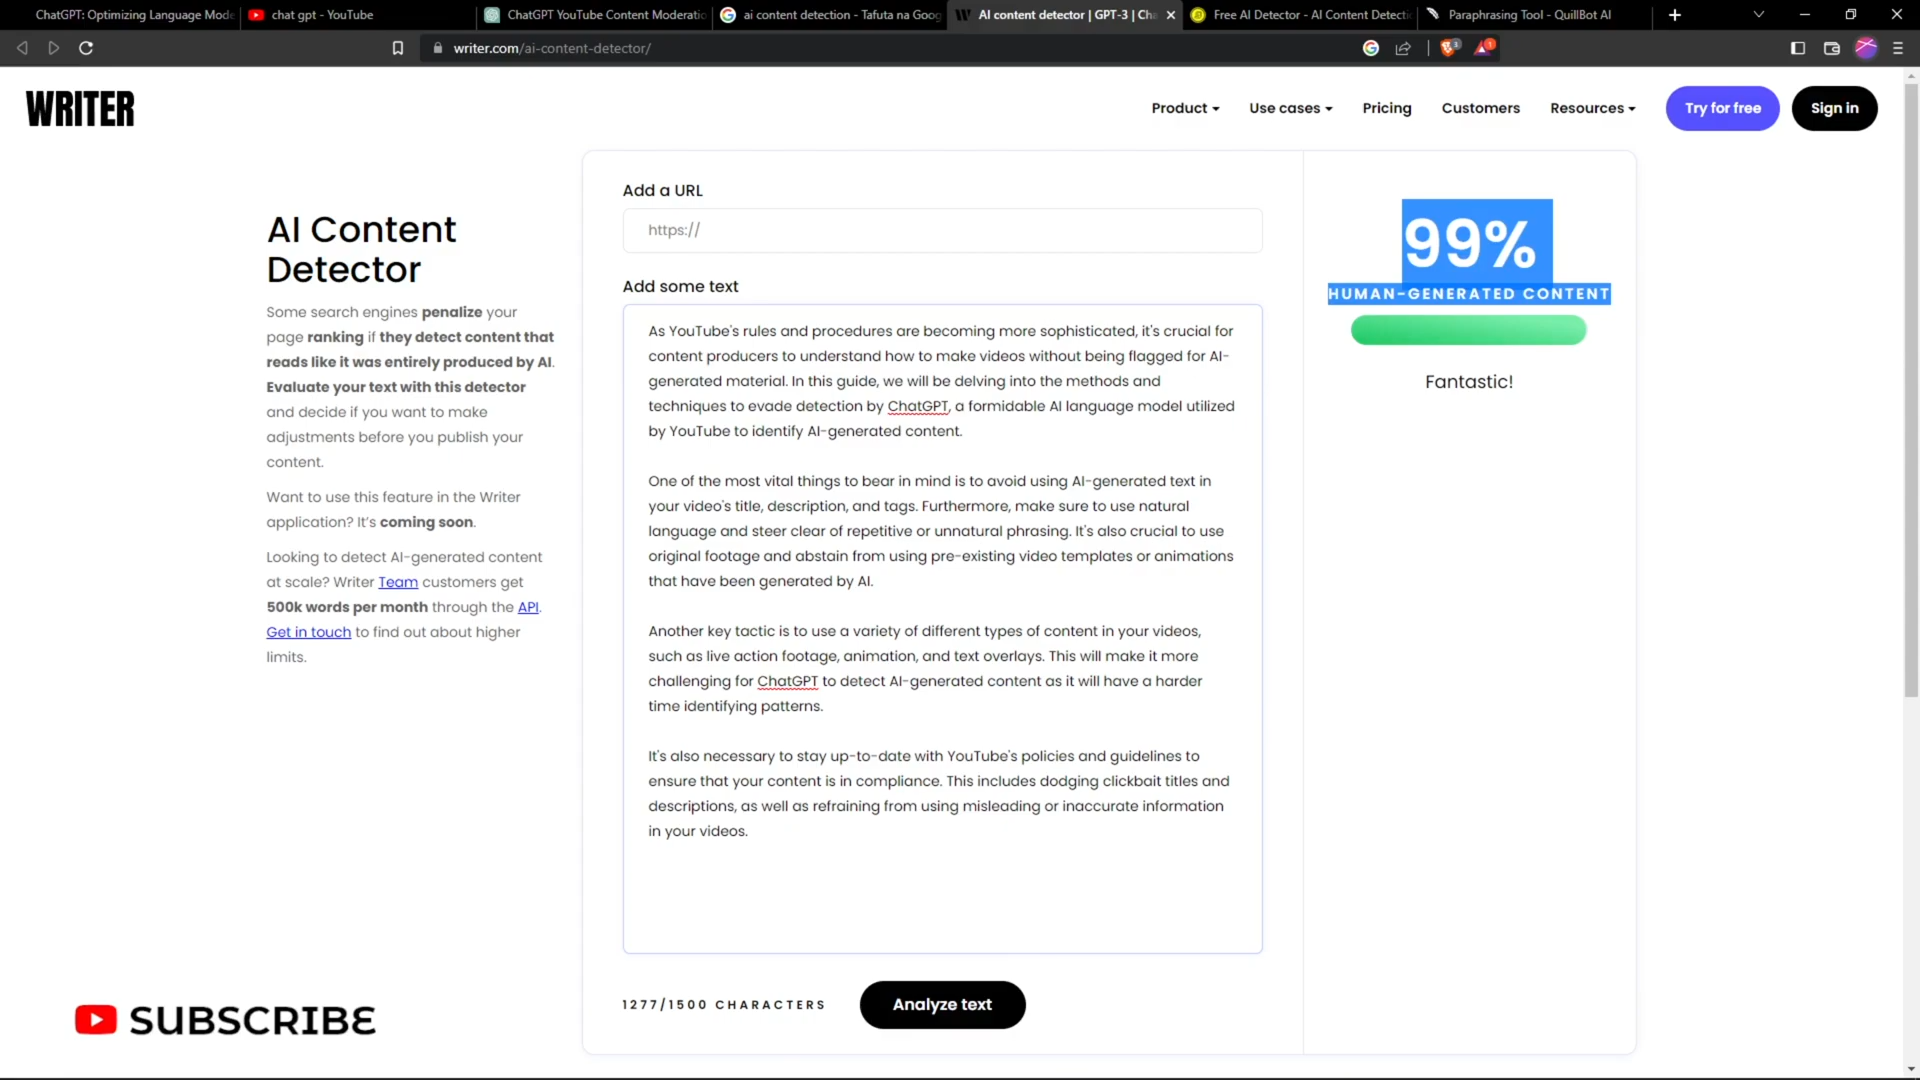 ChatGPT: Optimizing Language Mode
chat gpt - YouTube
ChatGPT YouTube Content Moderatio
ai content detection - Tafuta na Goog
AI content detector | GPT-3 | Cha
Free AI Detector - AI Content Detecti
Paraphrasing Tool - QuillBot AI
writer.com/ai-content-detector/
WRITER
Product
Use cases
Pricing
Customers
Resources
Try for free
Sign in
AI Content
Detector
Some search engines penalize your
page ranking if they detect content that
reads like it was entirely produced by AI.
Evaluate your text with this detector
and decide if you want to make
adjustments before you publish your
content.
Want to use this feature in the Writer
application? It's coming soon.
Looking to detect AI-generated content
at scale? Writer Team customers get
500k words per month through the API.
Get in touch to find out about higher
limits.
Add a URL
https://
Add some text
As YouTube's rules and procedures are becoming more sophisticated, it's crucial for
content producers to understand how to make videos without being flagged for AI-
generated material. In this guide, we will be delving into the methods and
techniques to evade detection by ChatGPT, a formidable AI language model utilized
by YouTube to identify AI-generated content.
One of the most vital things to bear in mind is to avoid using AI-generated text in
your video's title, description, and tags. Furthermore, make sure to use natural
language and steer clear of repetitive or unnatural phrasing. It's also crucial to use
original footage and abstain from using pre-existing video templates or animations
that have been generated by AI.
Another key tactic is to use a variety of different types of content in your videos,
such as live action footage, animation, and text overlays. This will make it more
challenging for ChatGPT to detect AI-generated content as it will have a harder
time identifying patterns.
It's also necessary to stay up-to-date with YouTube's policies and guidelines to
ensure that your content is in compliance. This includes dodging clickbait titles and
descriptions, as well as refraining from using misleading or inaccurate information
in your videos.
1277/1500 CHARACTERS
Analyze text
99%
HUMAN-GENERATED CONTENT
Fantastic!
SUBSCRIBE